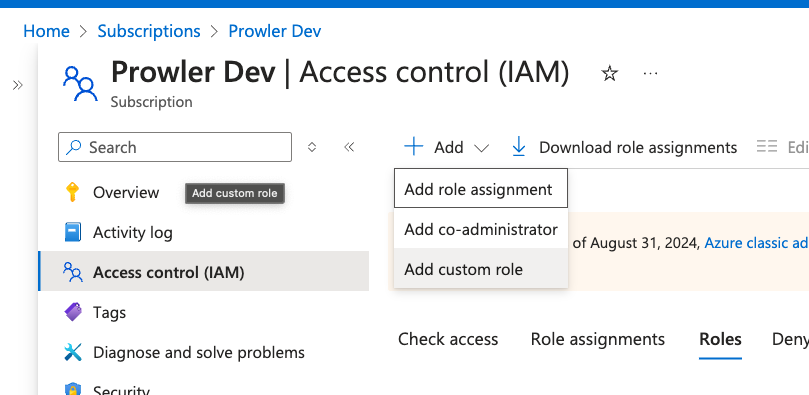 Home > Subscriptions > Prowler Dev
»
Prowler Dev | Access control (IAM)
☆ ...
Subscription
Search
«
+ Add
Download role assignments
Edi
Overview
Add custom role
Activity log
Access control (IAM)
Tags
Diagnose and solve problems
Security
Add role assignment
Add co-administrator
Add custom role
of August 31, 2024, Azure classic ad
Check access
Role assignments
Roles
Deny